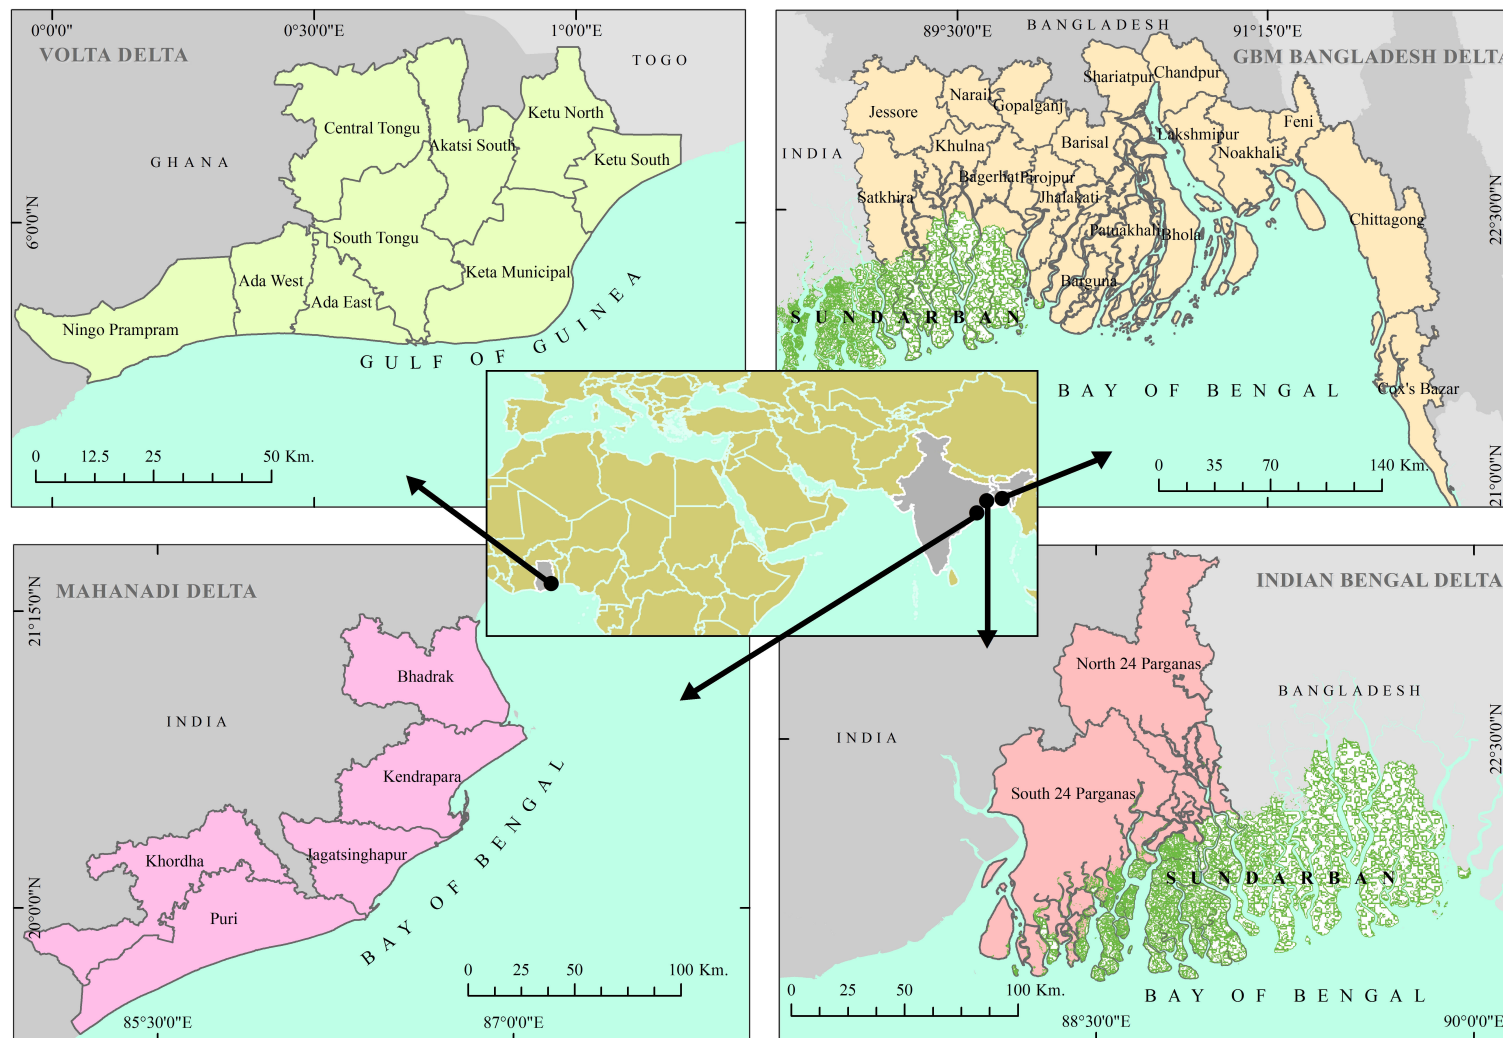 0°0'0"
0°30'0"E
1°0'0"E
VOLTA DELTA
TOGO
Ketu North
Central Tongu
Akatsi South
GHANA
Ketu South
6°0'0"N
South Tongu
Keta Municipal
Ada West
Ada East
Ningo Prampram
GULF OF GUINEA
0 12.5 25 50 Km.
89°30'0"E
BANGLADESH
91°15'0"E
GBM BANGLADESH DELTA
Shariatpur
Chandpur
Narail
Gopalganj
Jessore
Feni
Lakshmipur
Khulna
Barisal
INDIA
Noakhali
Bagerhat
Pirojpur
Satkhira
Jhalakati
22°30'0"N
Chittagong
Patuakhali
Bhola
Barguna
SUNDARBAN
BAY OF BENGAL
Cox's Bazar
0 35 70 140 Km.
21°0'0"N
MAHANADI DELTA
21°15'0"N
Bhadrak
INDIA
Kendrapara
Jagatsinghapur
Khordha
Puri
20°0'0"N
BAY OF BENGAL
0 25 50 100 Km.
85°30'0"E
87°0'0"E
INDIAN BENGAL DELTA
North 24 Parganas
BANGLADESH
INDIA
22°30'0"N
South 24 Parganas
SUNDARBAN
0 25 50 100 Km.
BAY OF BENGAL
88°30'0"E
90°0'0"E